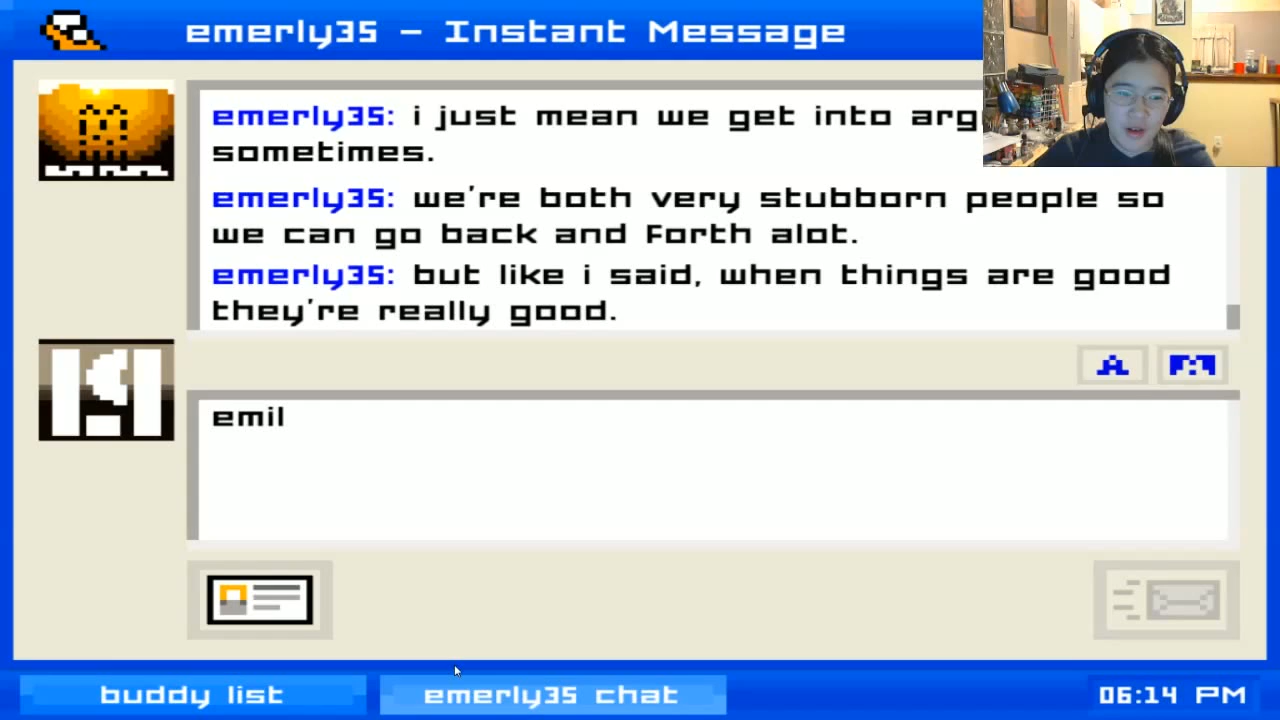 emerly35 - Instant Message
emerly35: i just mean we get into arg
sometimes.
emerly35: we're both very stubborn people so
we can go back and forth alot.
emerly35: but like i said, when things are good
they're really good.
A
emil
buddy list
emerly35 chat
06:14 PM